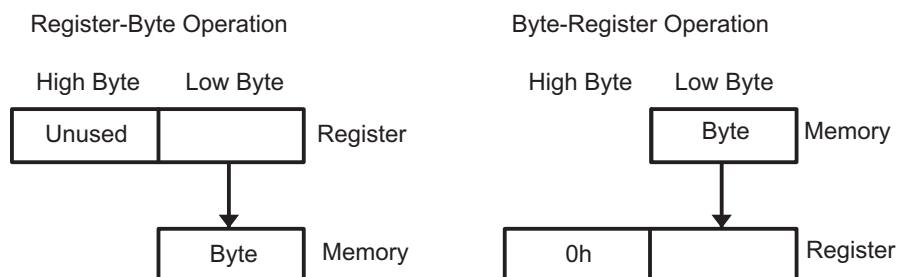 Register-Byte Operation
High Byte Low Byte
Unused Register
Byte Memory
Byte-Register Operation
High Byte Low Byte
Byte Memory
0h Register